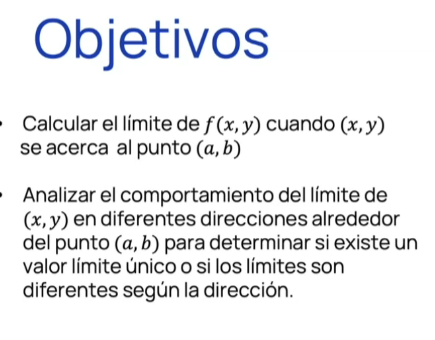 Objetivos
• Calcular el límite de f(x, y) cuando (x, y)
se acerca al punto (a, b)
• Analizar el comportamiento del límite de
(x, y) en diferentes direcciones alrededor
del punto (a, b) para determinar si existe un
valor límite único o si los límites son
diferentes según la dirección.